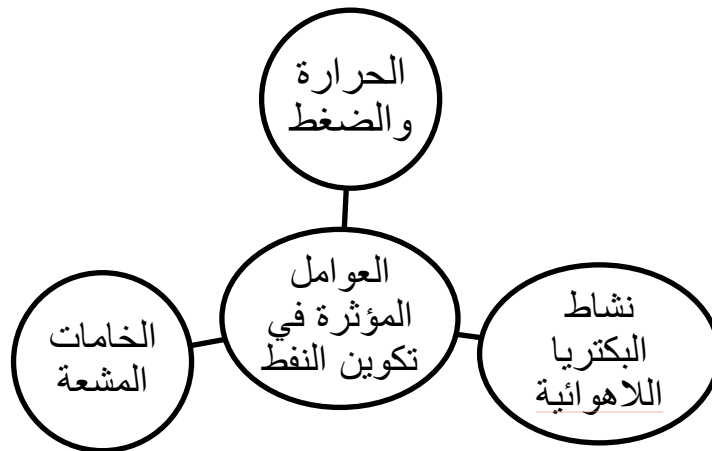 الحرارة
والضغط
العوامل
المؤثرة في
تكوين النفط
نشاط
البكتريا
اللاهوائية
الخامات
المشعة